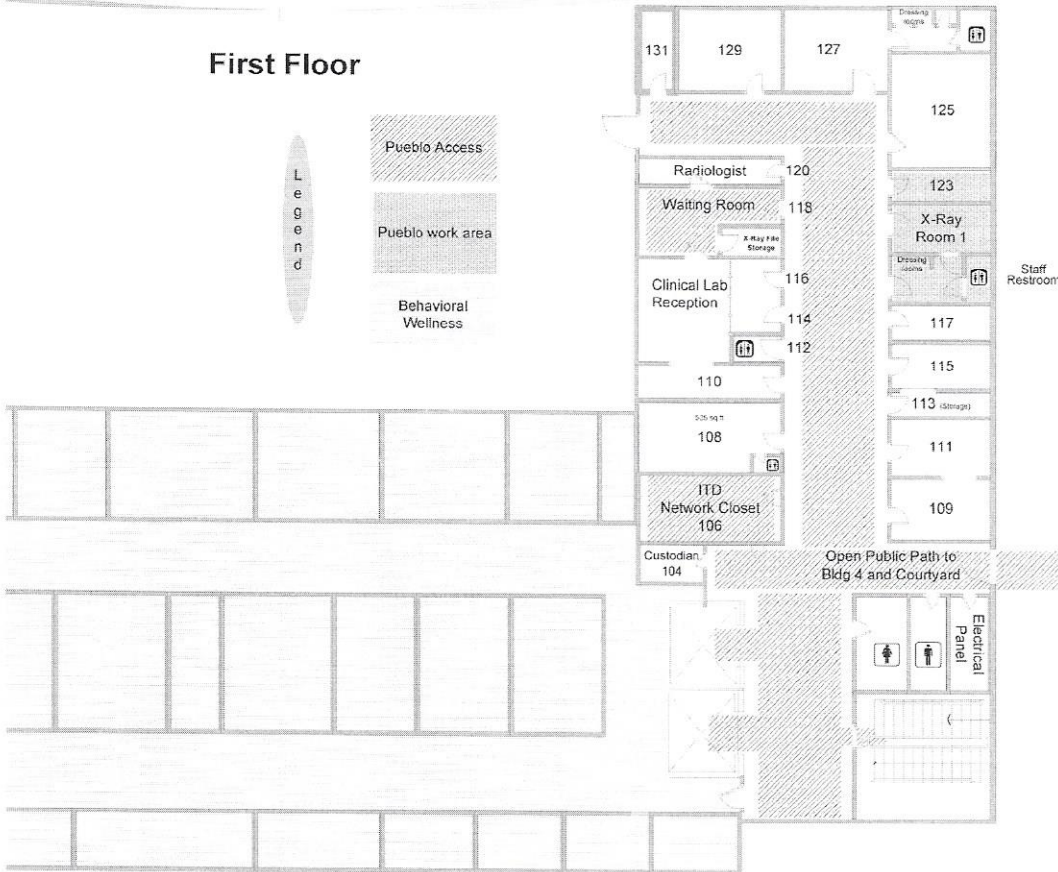 First Floor
Legend
Pueblo Access
Pueblo work area
Behavioral
Wellness
131
129
127
Dressing
rooms
125
Radiologist
120
123
Waiting Room
118
X-Ray File
Storage
X-Ray
Room 1
Dressing
rooms
Staff
Restroom
Clinical Lab
Reception
116
114
112
117
115
110
113 (Storage)
sq ft
108
111
ITD
Network Closet
106
109
Custodian
104
Open Public Path to
Bldg 4 and Courtyard
Electrical
Panel